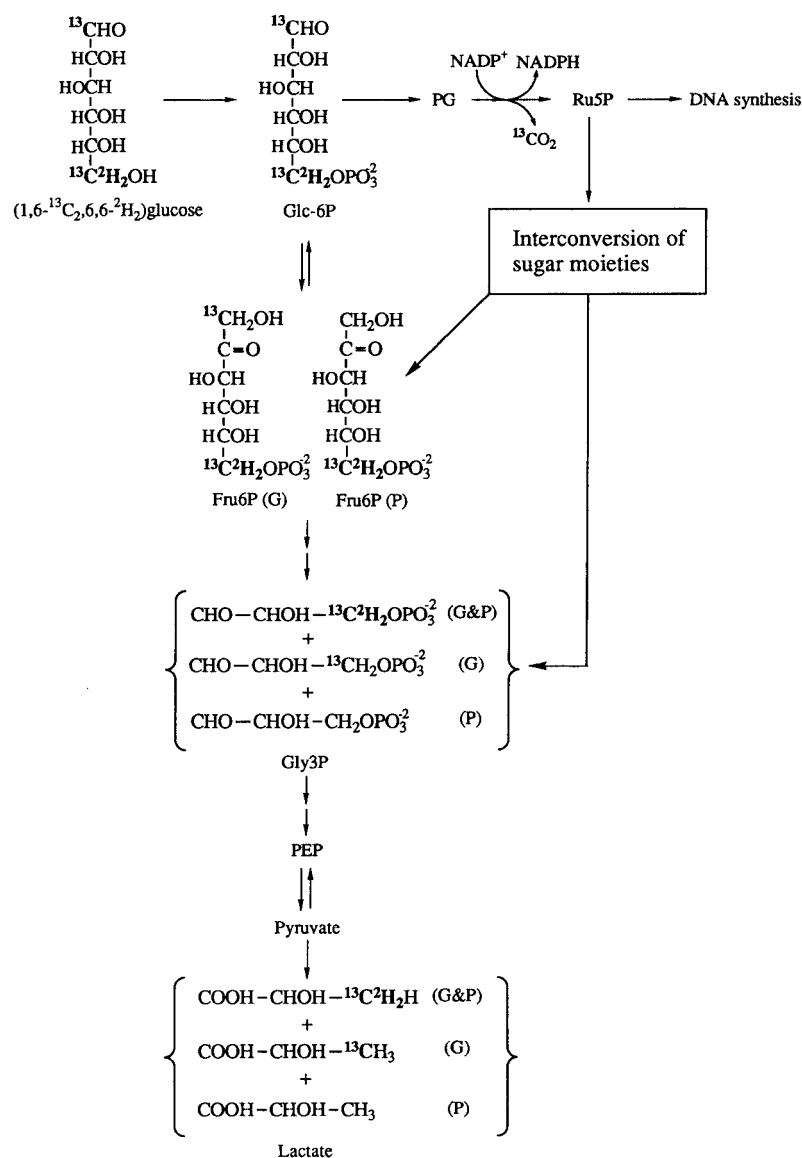 ¹³CHO
HCOH
HOCH
HCOH
HCOH
¹³C²H₂OH
(1,6-¹³C₂,6,6-²H₂)glucose
¹³CHO
HCOH
HOCH
HCOH
HCOH
¹³C²H₂OPO₃⁻²
Glc-6P
PG
NADP⁺ NADPH
¹³CO₂
Ru5P
DNA synthesis
Interconversion of
sugar moieties
¹³CH₂OH
C=O
HOCH
HCOH
HCOH
¹³C²H₂OPO₃⁻²
Fru6P (G)
CH₂OH
C=O
HOCH
HCOH
HCOH
¹³C²H₂OPO₃⁻²
Fru6P (P)
CHO–CHOH–¹³C²H₂OPO₃⁻² (G&P)
+
CHO–CHOH–¹³CH₂OPO₃⁻² (G)
+
CHO–CHOH–CH₂OPO₃⁻² (P)
Gly3P
PEP
Pyruvate
COOH–CHOH–¹³C²H₂H (G&P)
+
COOH–CHOH–¹³CH₃ (G)
+
COOH–CHOH–CH₃ (P)
Lactate